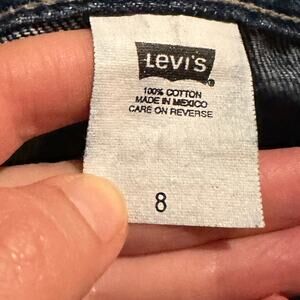 LEVI'S
100% COTTON
MADE IN MEXICO
CARE ON REVERSE
8